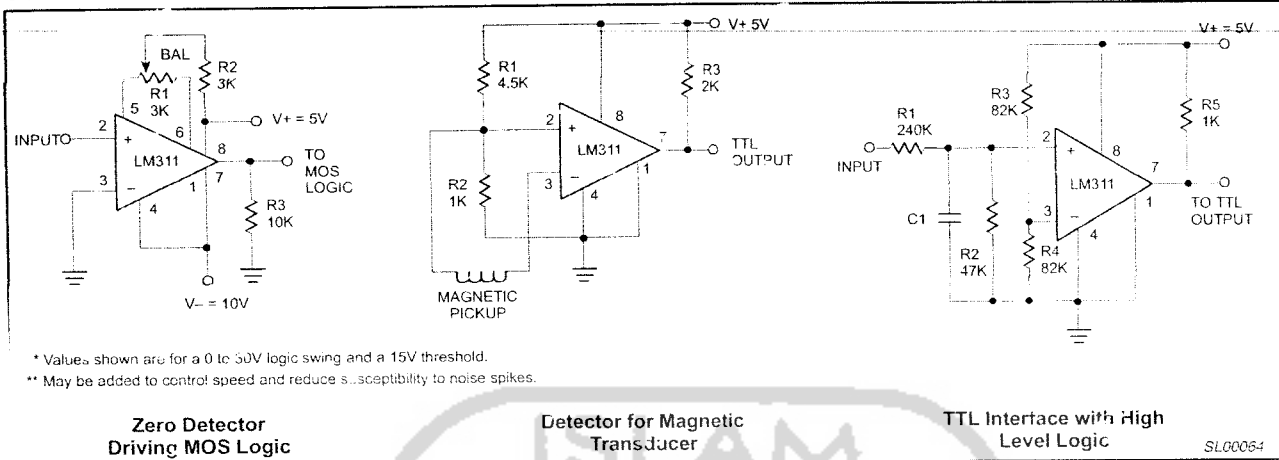 BAL
R2
3K
R1
3K
5
6
V+ = 5V
INPUT
2
+
LM311
8
7
TO
MOS
LOGIC
3
−
1
4
R3
10K
V− = 10V
V+ 5V
R1
4.5K
R3
2K
8
2
+
LM311
7
TTL
OUTPUT
3
−
1
4
R2
1K
MAGNETIC
PICKUP
V+ = 5V
R3
82K
R5
1K
R1
240K
INPUT
2
+
8
LM311
7
TO TTL
OUTPUT
1
3
−
4
C1
R2
47K
R4
82K
* Values shown are for a 0 to 30V logic swing and a 15V threshold.
** May be added to control speed and reduce susceptibility to noise spikes.
Zero Detector
Driving MOS Logic
Detector for Magnetic
Transducer
TTL Interface with High
Level Logic
SL00064
ISLAM